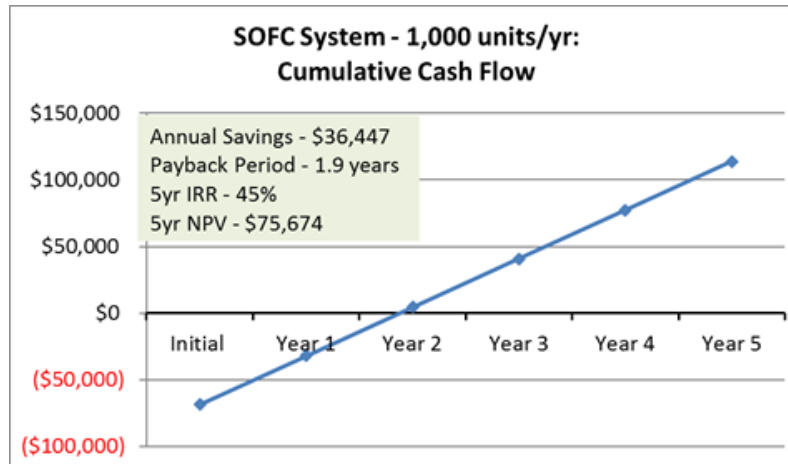 SOFC System - 1,000 units/yr:
Cumulative Cash Flow
$150,000
$100,000
$50,000
$0
($50,000)
($100,000)
Annual Savings - $36,447
Payback Period - 1.9 years
5yr IRR - 45%
5yr NPV - $75,674
Initial Year 1 Year 2 Year 3 Year 4 Year 5